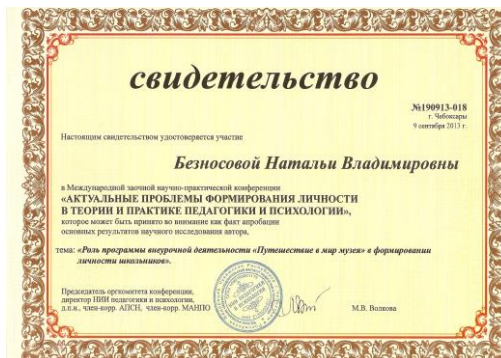 свидетельство
№190913-018
г. Чебоксары
9 сентября 2013 г.
Настоящим свидетельством удостоверяется участие
Безносовой Натальи Владимировны
в Международной заочной научно-практической конференции
«АКТУАЛЬНЫЕ ПРОБЛЕМЫ ФОРМИРОВАНИЯ ЛИЧНОСТИ
В ТЕОРИИ И ПРАКТИКЕ ПЕДАГОГИКИ И ПСИХОЛОГИИ»,
которое может быть принято во внимание как факт апробации
основных результатов научного исследования автора,
тема: «Роль программы внеурочной деятельности «Путешествие в мир музея» в формировании
личности школьников».
Председатель оргкомитета конференции,
директор НИИ педагогики и психологии,
д.п.н., член-корр. АПСН, член-корр. МАНПО
М.В. Волкова